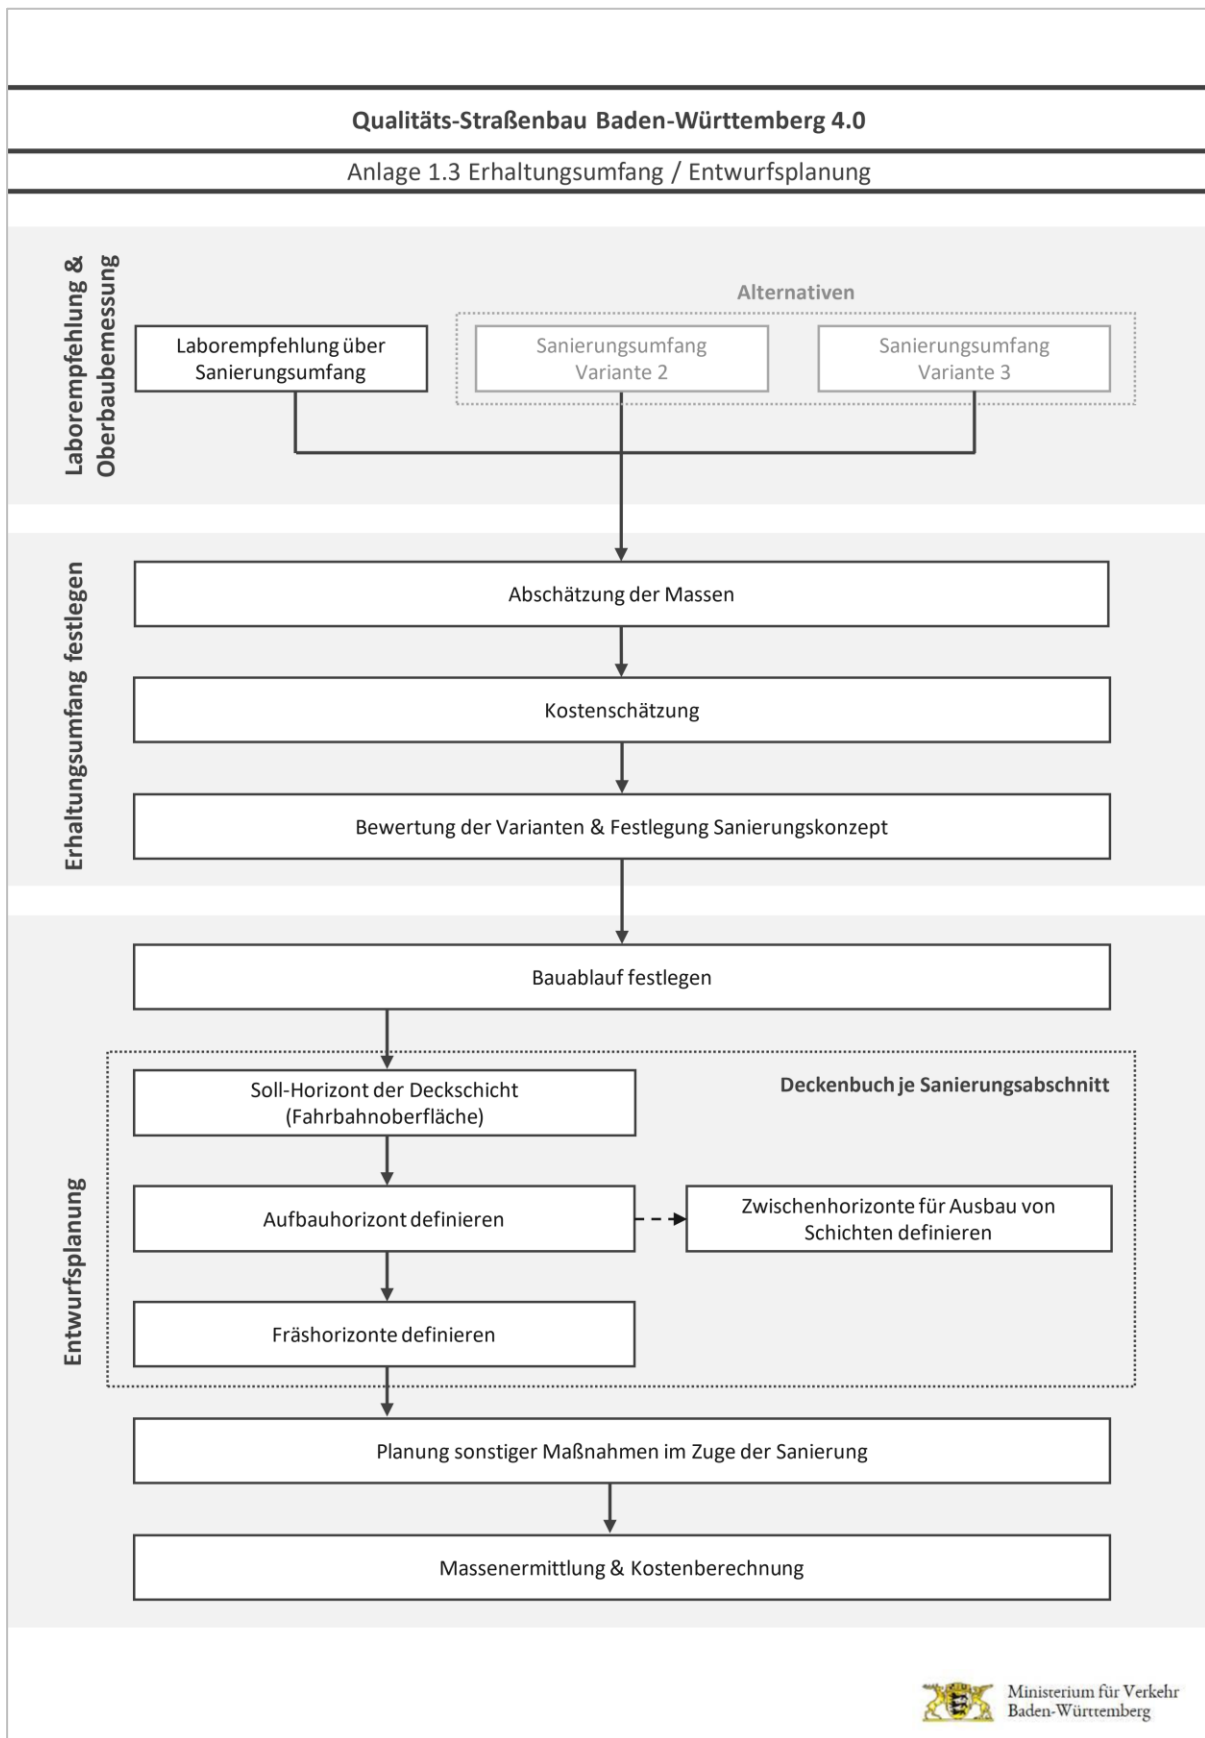 Qualitäts-Straßenbau Baden-Württemberg 4.0
Anlage 1.3 Erhaltungsumfang / Entwurfsplanung
Laborempfehlung &
Oberbaubemessung
Alternativen
Laborempfehlung über
Sanierungsumfang
Sanierungsumfang
Variante 2
Sanierungsumfang
Variante 3
Erhaltungsumfang festlegen
Abschätzung der Massen
Kostenschätzung
Bewertung der Varianten & Festlegung Sanierungskonzept
Entwurfsplanung
Bauablauf festlegen
Deckenbuch je Sanierungsabschnitt
Soll-Horizont der Deckschicht
(Fahrbahnoberfläche)
Aufbauhorizont definieren
Zwischenhorizonte für Ausbau von
Schichten definieren
Fräshorizonte definieren
Planung sonstiger Maßnahmen im Zuge der Sanierung
Massenermittlung & Kostenberechnung
Ministerium für Verkehr
Baden-Württemberg